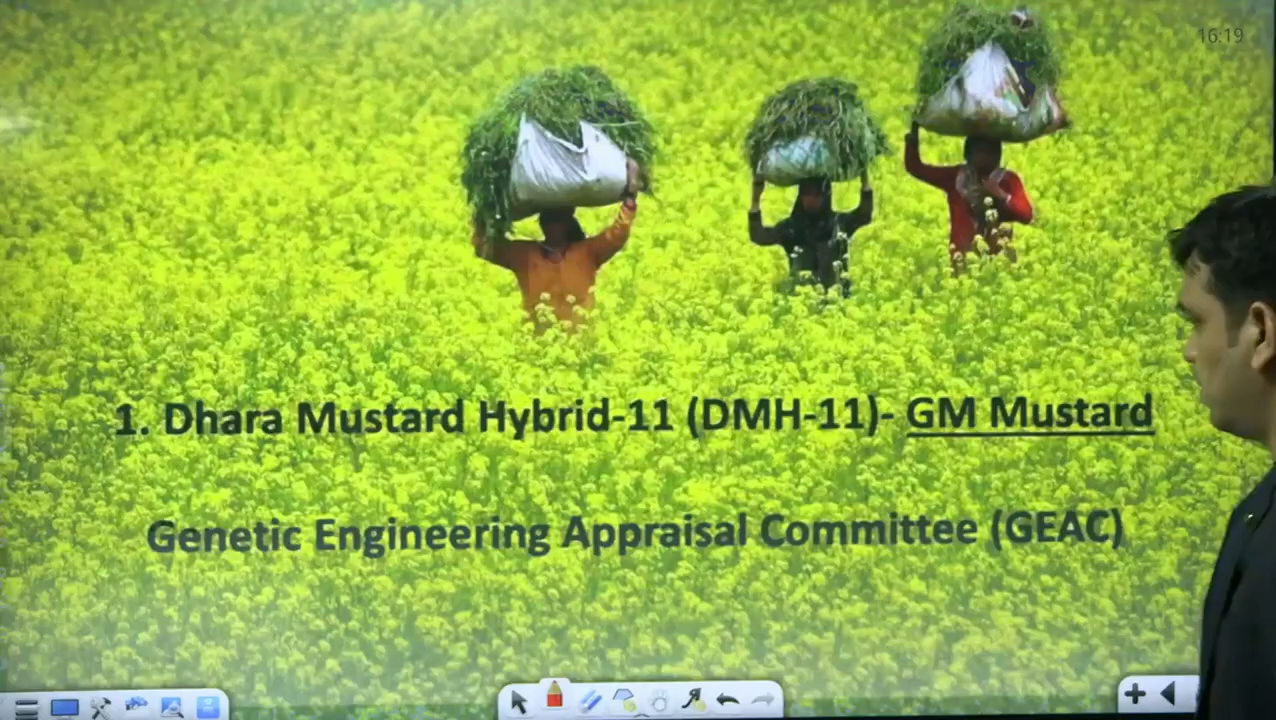 16:19
1. Dhara Mustard Hybrid-11 (DMH-11)- GM Mustard
Genetic Engineering Appraisal Committee (GEAC)